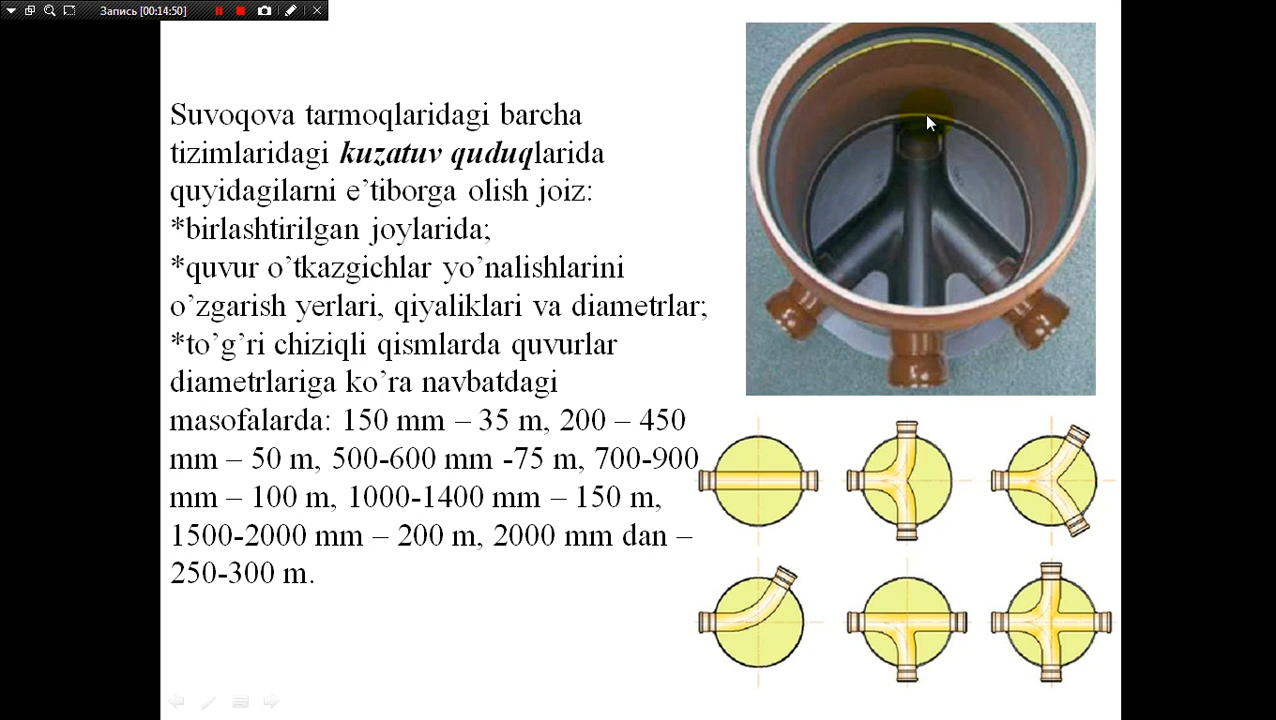 Запись [00:14:50]
Suvoqova tarmoqlaridagi barcha
tizimlaridagi kuzatuv quduqlarida
quyidagilarni e’tiborga olish joiz:
*birlashtirilgan joylarida;
*quvur o’tkazgichlar yo’nalishlarini
o’zgarish yerlari, qiyaliklari va diametrlar;
*to’g’ri chiziqli qismlarda quvurlar
diametrlariga ko’ra navbatdagi
masofalarda: 150 mm – 35 m, 200 – 450
mm – 50 m, 500-600 mm -75 m, 700-900
mm – 100 m, 1000-1400 mm – 150 m,
1500-2000 mm – 200 m, 2000 mm dan –
250-300 m.